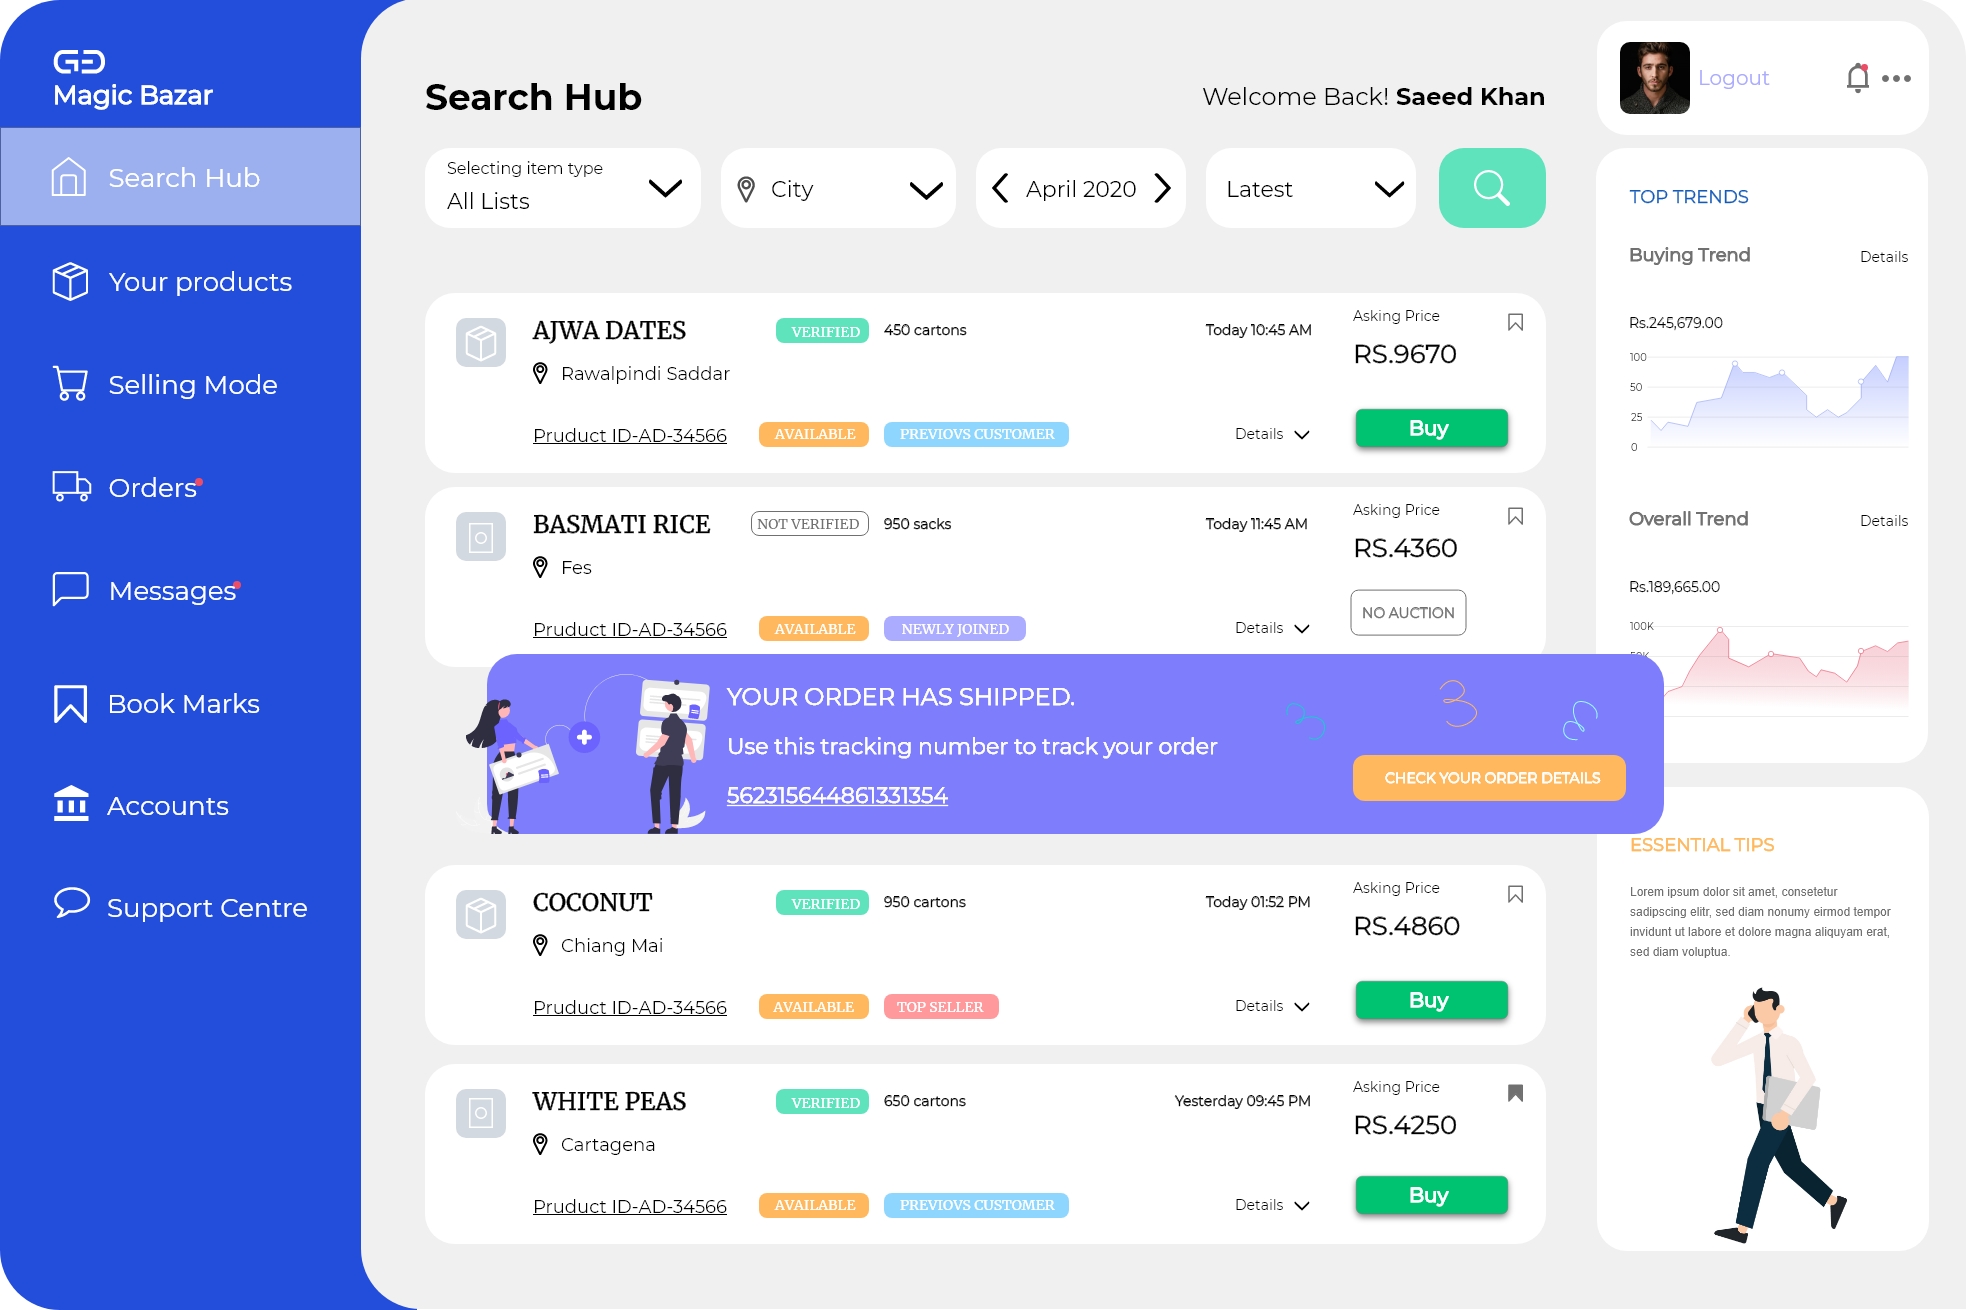 Magic Bazar
Search Hub
Your products
Selling Mode
Orders
Messages
Book Marks
Accounts
Support Centre
Search Hub
Welcome Back! Saeed Khan
Logout
Selecting item type
All Lists
City
April 2020
Latest
AJWA DATES
VERIFIED
450 cartons
Today 10:45 AM
Asking Price
RS.9670
Rawalpindi Saddar
Pruduct ID-AD-34566
AVAILABLE
PREVIOVS CUSTOMER
Details
Buy
BASMATI RICE
NOT VERIFIED
950 sacks
Today 11:45 AM
Asking Price
RS.4360
Fes
Pruduct ID-AD-34566
AVAILABLE
NEWLY JOINED
Details
NO AUCTION
YOUR ORDER HAS SHIPPED.
Use this tracking number to track your order
562315644861331354
CHECK YOUR ORDER DETAILS
COCONUT
VERIFIED
950 cartons
Today 01:52 PM
Asking Price
RS.4860
Chiang Mai
Pruduct ID-AD-34566
AVAILABLE
TOP SELLER
Details
Buy
WHITE PEAS
VERIFIED
650 cartons
Yesterday 09:45 PM
Asking Price
RS.4250
Cartagena
Pruduct ID-AD-34566
AVAILABLE
PREVIOVS CUSTOMER
Details
Buy
TOP TRENDS
Buying Trend
Details
Rs.245,679.00
100
50
25
0
Overall Trend
Details
Rs.189,665.00
100K
ESSENTIAL TIPS
Lorem ipsum dolor sit amet, consetetur
sadipscing elitr, sed diam nonumy eirmod tempor
invidunt ut labore et dolore magna aliquyam erat,
sed diam voluptua.